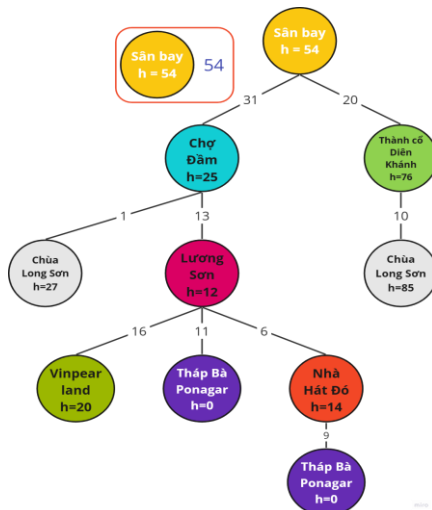 Sân bay
h = 54
54
Sân bay
h = 54
31
20
Chợ
Đầm
h=25
Thành cổ
Diên
Khánh
h=76
1
13
10
Chùa
Long Sơn
h=27
Lương
Sơn
h=12
Chùa
Long Sơn
h=85
16
11
6
Vinpear
land
h=20
Tháp Bà
Ponagar
h=0
Nhà
Hát Đó
h=14
9
Tháp Bà
Ponagar
h=0